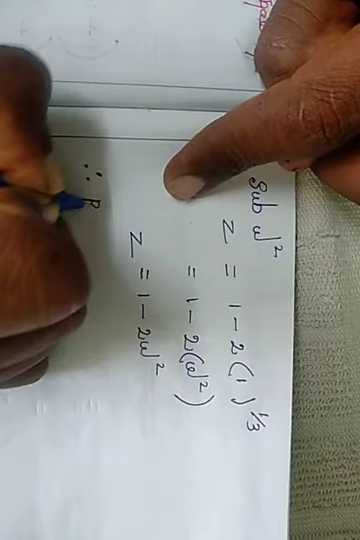 Sub ω²
Z = 1 - 2(1)^{1/3}
= 1 - 2(ω²)
Z = 1 - 2ω²
∴ P